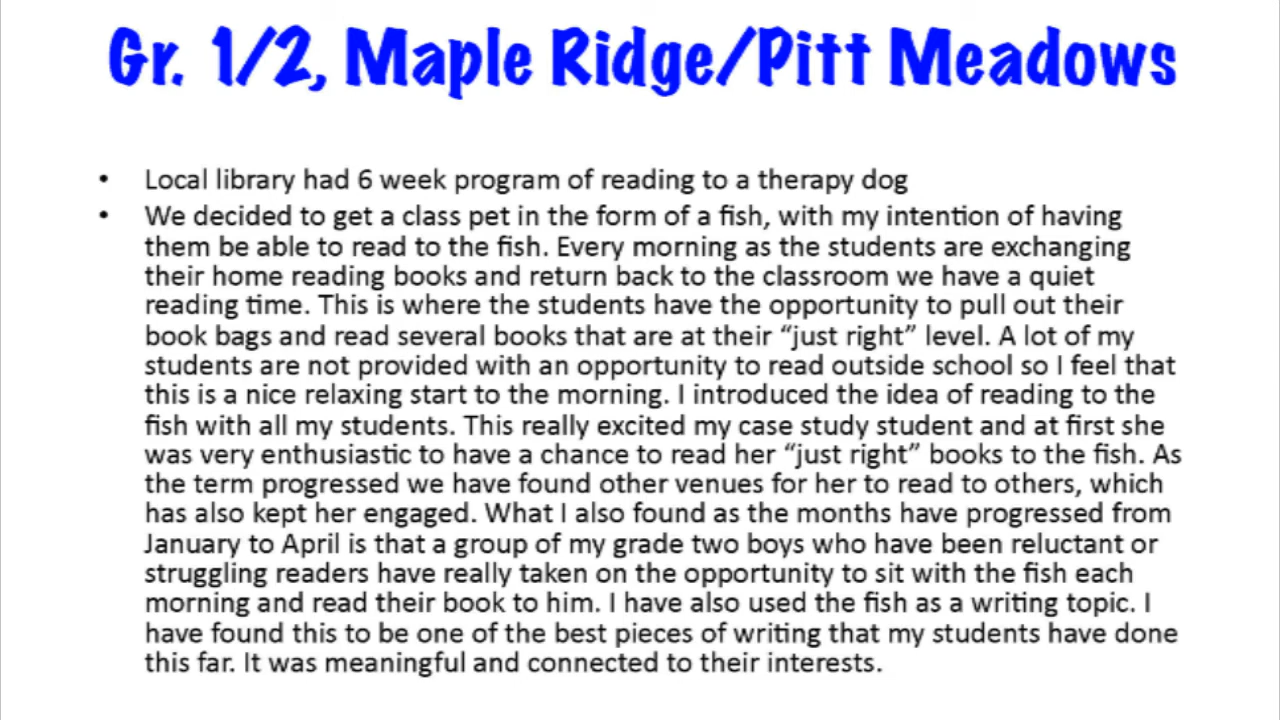 Gr. 1/2, Maple Ridge/Pitt Meadows
• Local library had 6 week program of reading to a therapy dog
• We decided to get a class pet in the form of a fish, with my intention of having
them be able to read to the fish. Every morning as the students are exchanging
their home reading books and return back to the classroom we have a quiet
reading time. This is where the students have the opportunity to pull out their
book bags and read several books that are at their “just right” level. A lot of my
students are not provided with an opportunity to read outside school so I feel that
this is a nice relaxing start to the morning. I introduced the idea of reading to the
fish with all my students. This really excited my case study student and at first she
was very enthusiastic to have a chance to read her “just right” books to the fish. As
the term progressed we have found other venues for her to read to others, which
has also kept her engaged. What I also found as the months have progressed from
January to April is that a group of my grade two boys who have been reluctant or
struggling readers have really taken on the opportunity to sit with the fish each
morning and read their book to him. I have also used the fish as a writing topic. I
have found this to be one of the best pieces of writing that my students have done
this far. It was meaningful and connected to their interests.